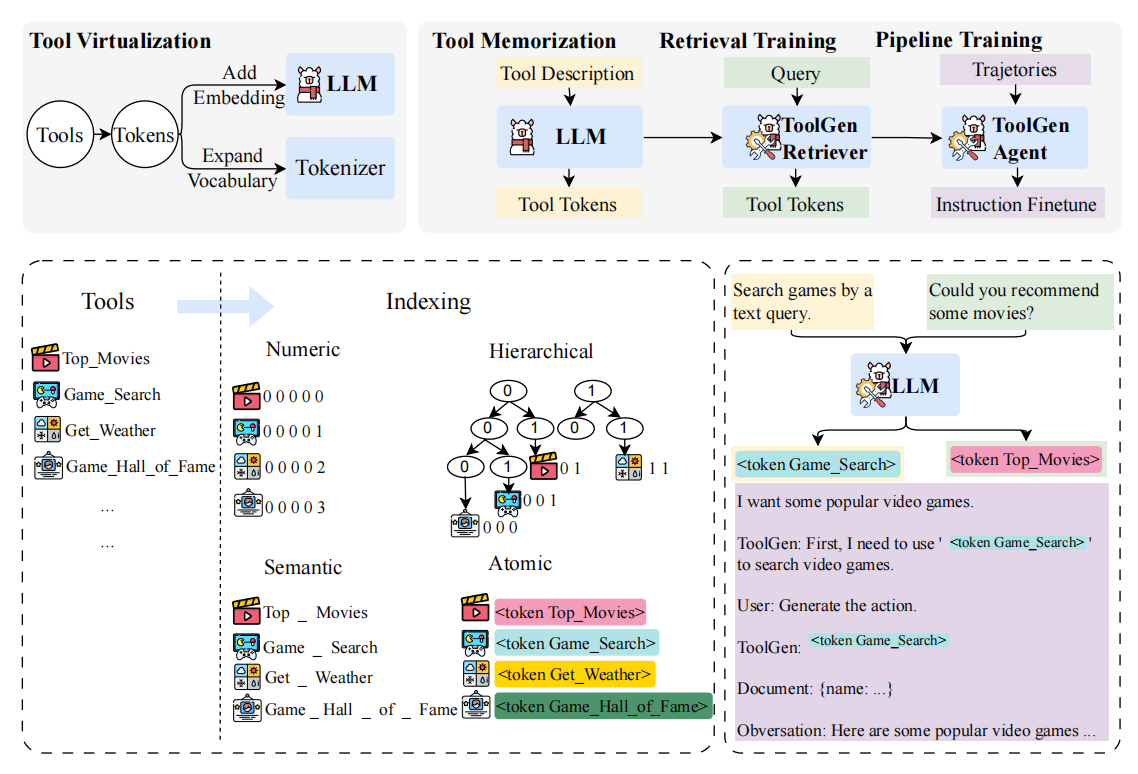 Tool Virtualization
Add
Embedding
LLM
Tools
Tokens
Expand
Vocabulary
Tokenizer
Tool Memorization
Retrieval Training
Pipeline Training
Tool Description
Query
Trajetories
LLM
ToolGen
Retriever
ToolGen
Agent
Tool Tokens
Tool Tokens
Instruction Finetune
Tools
Indexing
Top_Movies
Game_Search
Get_Weather
Game_Hall_of_Fame
...
...
Numeric
0 0 0 0 0
0 0 0 0 1
0 0 0 0 2
0 0 0 0 3
Hierarchical
0
1
0
1
0
1
0
1
0 1
1 1
0 0 1
0 0 0
Semantic
Top _ Movies
Game _ Search
Get _ Weather
Game _ Hall _ of _ Fame
Atomic
<token Top_Movies>
<token Game_Search>
<token Get_Weather>
<token Game_Hall_of_Fame>
Search games by a
text query.
Could you recommend
some movies?
LLM
<token Game_Search>
<token Top_Movies>
I want some popular video games.
ToolGen: First, I need to use ' <token Game_Search> '
to search video games.
User: Generate the action.
ToolGen: <token Game_Search>
Document: {name: ...}
Obversation: Here are some popular video games ...